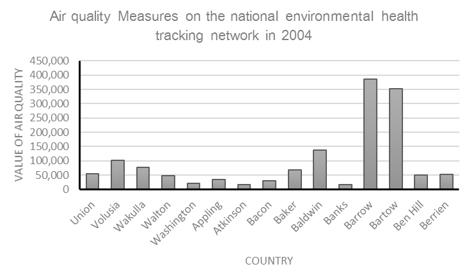 Air quality Measures on the national environmental health
tracking network in 2004
VALUE OF AIR QUALITY
450,000
400,000
350,000
300,000
250,000
200,000
150,000
100,000
50,000
0
Union
Volusia
Wakulla
Walton
Washington
Appling
Atkinson
Bacon
Baker
Baldwin
Banks
Barrow
Bartow
Ben Hill
Berrien
COUNTRY